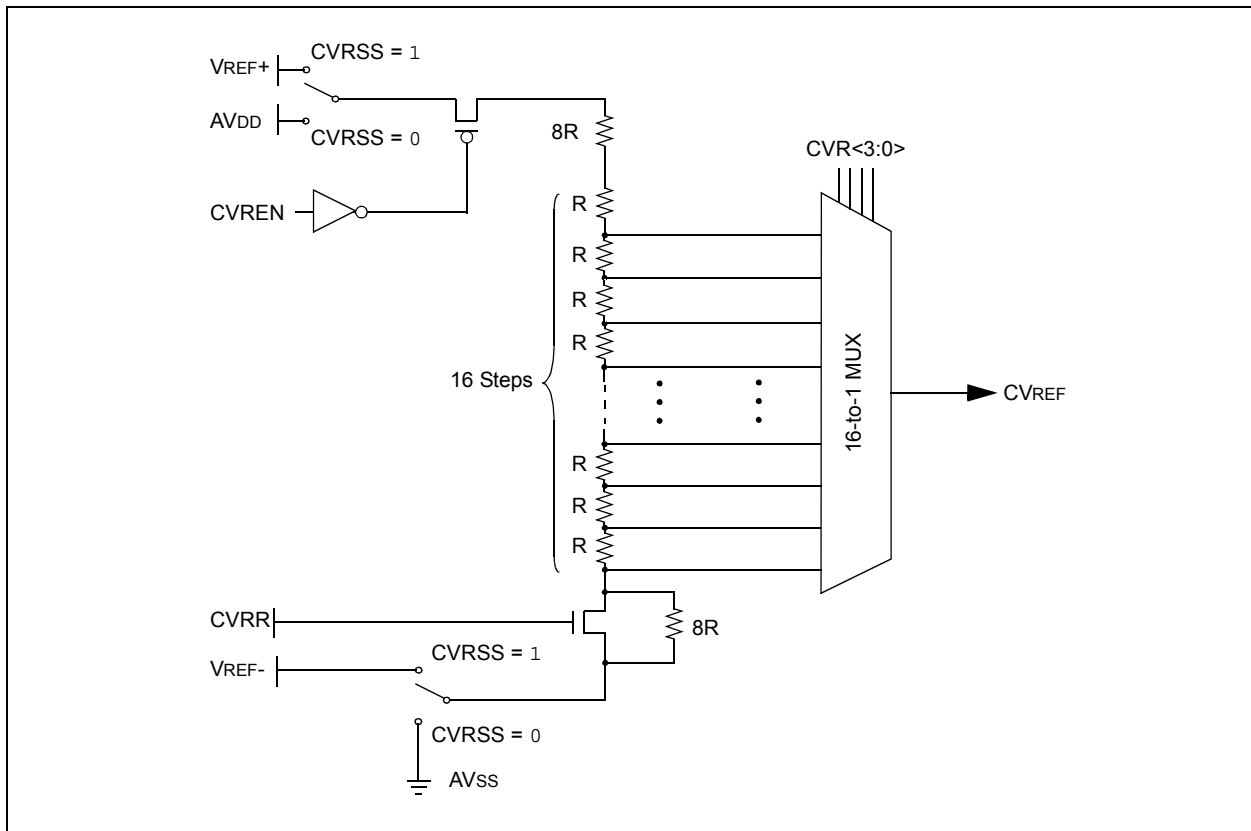 CVRSS = 1
VREF+
AVDD
CVRSS = 0
8R
CVR<3:0>
CVREN
R
R
R
R
16 Steps
16-to-1 MUX
CVREF
R
R
R
CVRR
8R
CVRSS = 1
VREF-
CVRSS = 0
AVSS